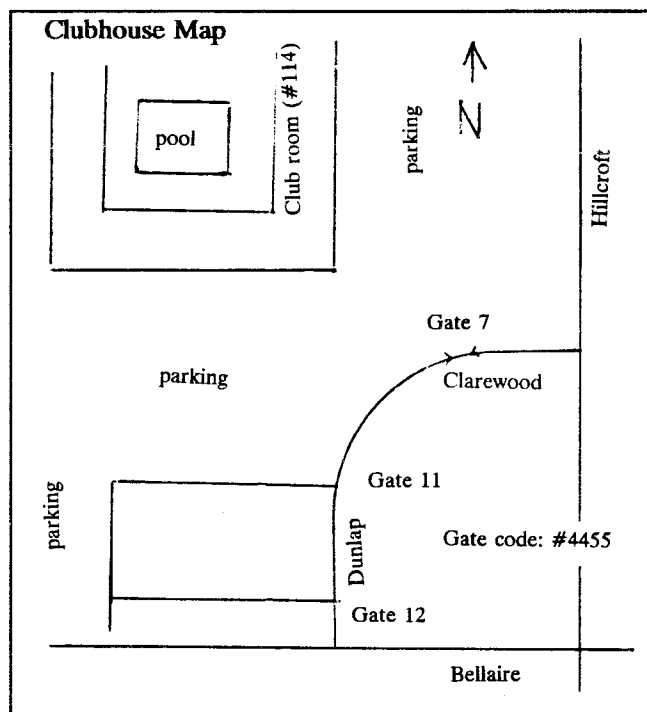 Clubhouse Map
N
parking
Hillcroft
pool
Club room (#114)
Gate 7
Clarewood
parking
parking
Gate 11
Dunlap
Gate code: #4455
Gate 12
Bellaire